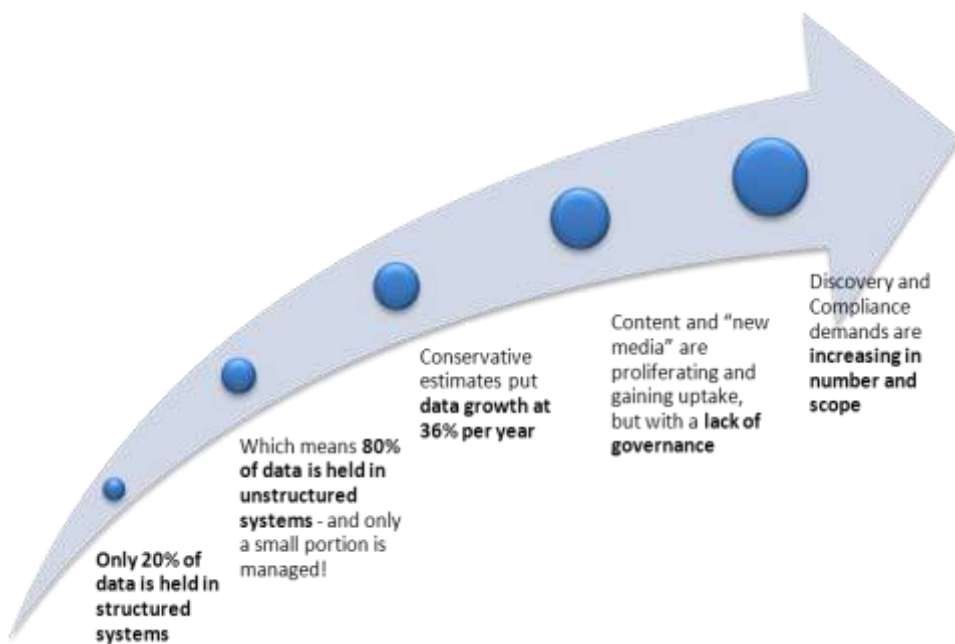 Only 20% of
data is held in
structured
systems
Which means 80%
of data is held in
unstructured
systems - and only
a small portion is
managed!
Conservative
estimates put
data growth at
36% per year
Content and “new
media” are
proliferating and
gaining uptake,
but with a lack of
governance
Discovery and
Compliance
demands are
increasing in
number and
scope